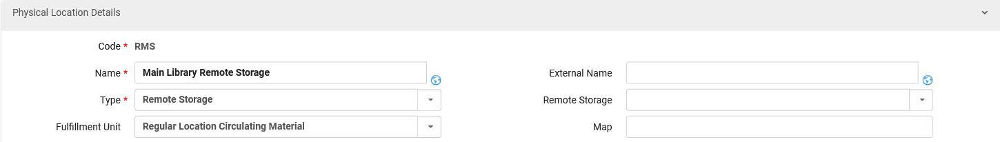 Physical Location Details
Code * RMS
Name * Main Library Remote Storage
External Name
Type * Remote Storage
Remote Storage
Fulfillment Unit Regular Location Circulating Material
Map